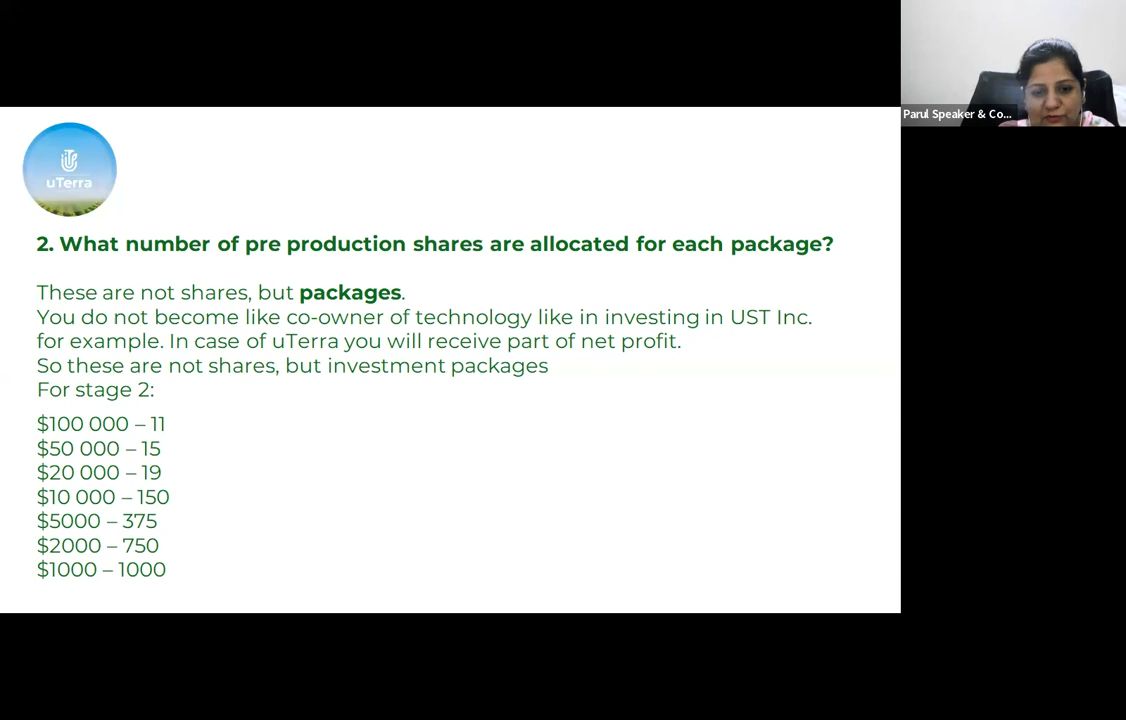 Parul Speaker & Co...
uTerra
2. What number of pre production shares are allocated for each package?
These are not shares, but packages.
You do not become like co-owner of technology like in investing in UST Inc.
for example. In case of uTerra you will receive part of net profit.
So these are not shares, but investment packages
For stage 2:
$100 000 – 11
$50 000 – 15
$20 000 – 19
$10 000 – 150
$5000 – 375
$2000 – 750
$1000 – 1000